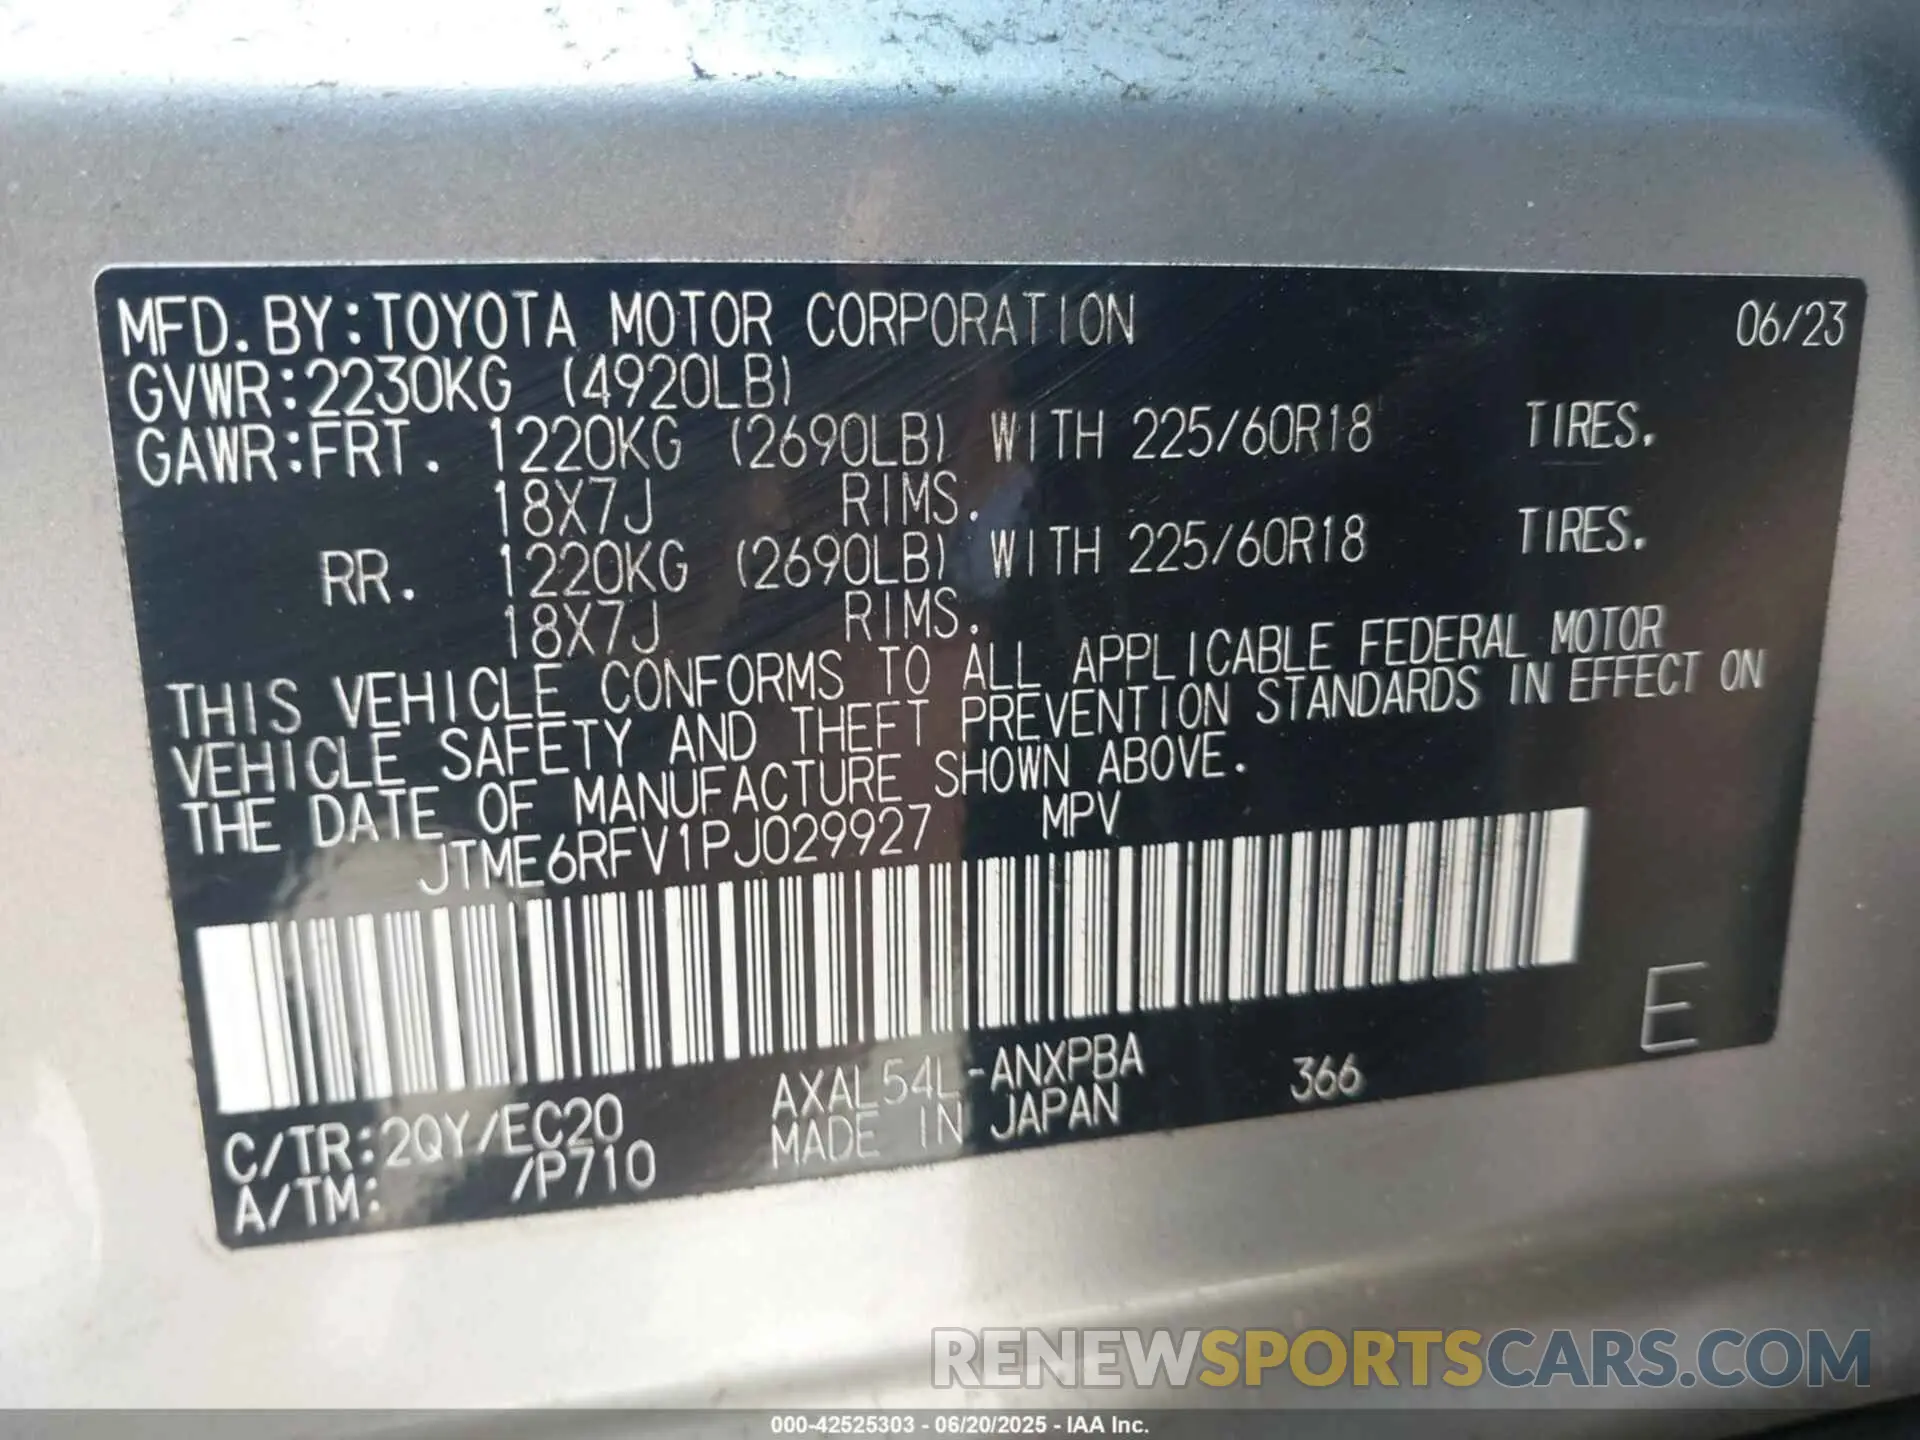 MFD. BY:TOYOTA MOTOR CORPORATION 06/23
GVWR:2230KG (4920LB)
GAWR:FRT. 1220KG (2690LB) WITH 225/60R18 TIRES.
18X7J RIMS.
RR. 1220KG (2690LB) WITH 225/60R18 TIRES.
18X7J RIMS.
THIS VEHICLE CONFORMS TO ALL APPLICABLE FEDERAL MOTOR
VEHICLE SAFETY AND THEFT PREVENTION STANDARDS IN EFFECT ON
THE DATE OF MANUFACTURE SHOWN ABOVE.
JTME6RFV1PJ029927 MPV
E
AXAL54L-ANXPBA 366
C/TR:2QY/EC20 MADE IN JAPAN
A/TM: /P710
RENEWSPORTSCARS.COM
000-42525303 - 06/20/2025 - IAA Inc.